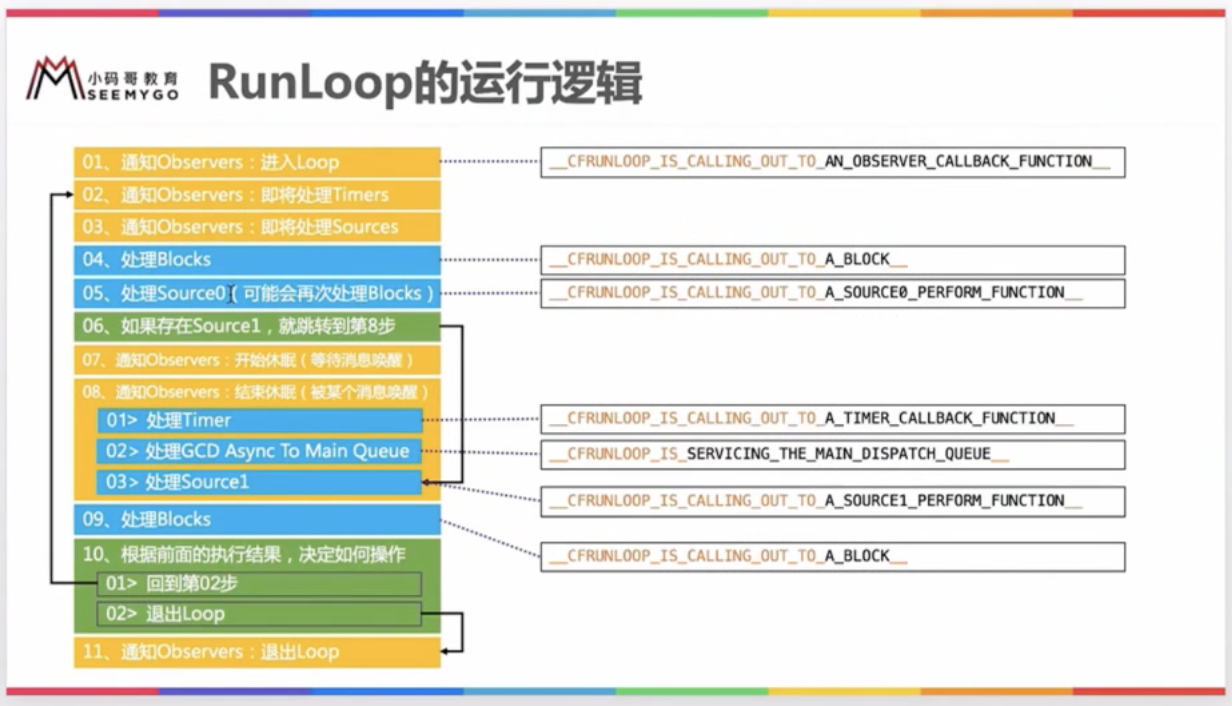 小码哥教育
SEEMYGO
RunLoop的运行逻辑
01、通知Observers：进入Loop
__CFRUNLOOP_IS_CALLING_OUT_TO_AN_OBSERVER_CALLBACK_FUNCTION__
02、通知Observers：即将处理Timers
03、通知Observers：即将处理Sources
04、处理Blocks
__CFRUNLOOP_IS_CALLING_OUT_TO_A_BLOCK__
05、处理Source0（可能会再次处理Blocks）
__CFRUNLOOP_IS_CALLING_OUT_TO_A_SOURCE0_PERFORM_FUNCTION__
06、如果存在Source1，就跳转到第8步
07、通知Observers：开始休眠（等待消息唤醒）
08、通知Observers：结束休眠（被某个消息唤醒）
01> 处理Timer
__CFRUNLOOP_IS_CALLING_OUT_TO_A_TIMER_CALLBACK_FUNCTION__
02> 处理GCD Async To Main Queue
__CFRUNLOOP_IS_SERVICING_THE_MAIN_DISPATCH_QUEUE__
03> 处理Source1
__CFRUNLOOP_IS_CALLING_OUT_TO_A_SOURCE1_PERFORM_FUNCTION__
09、处理Blocks
__CFRUNLOOP_IS_CALLING_OUT_TO_A_BLOCK__
10、根据前面的执行结果，决定如何操作
01> 回到第02步
02> 退出Loop
11、通知Observers：退出Loop